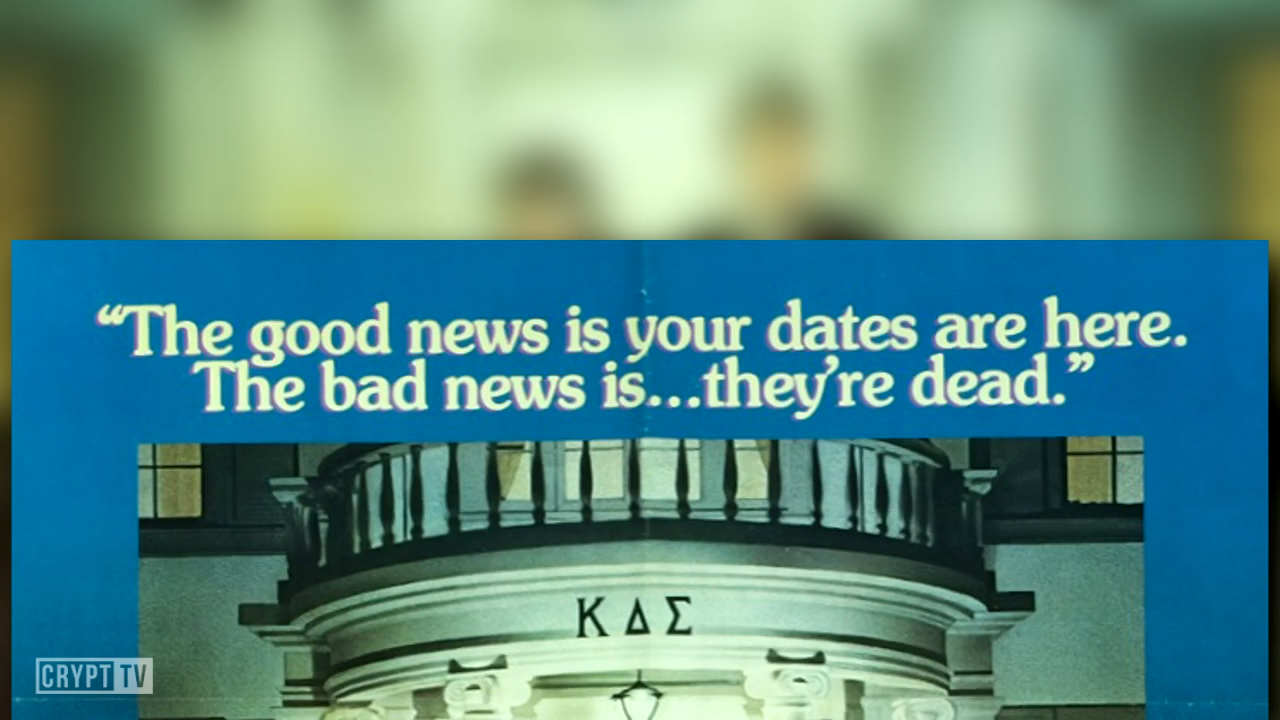 “The good news is your dates are here.
The bad news is...they’re dead.”
ΚΔΣ
CRYPT TV